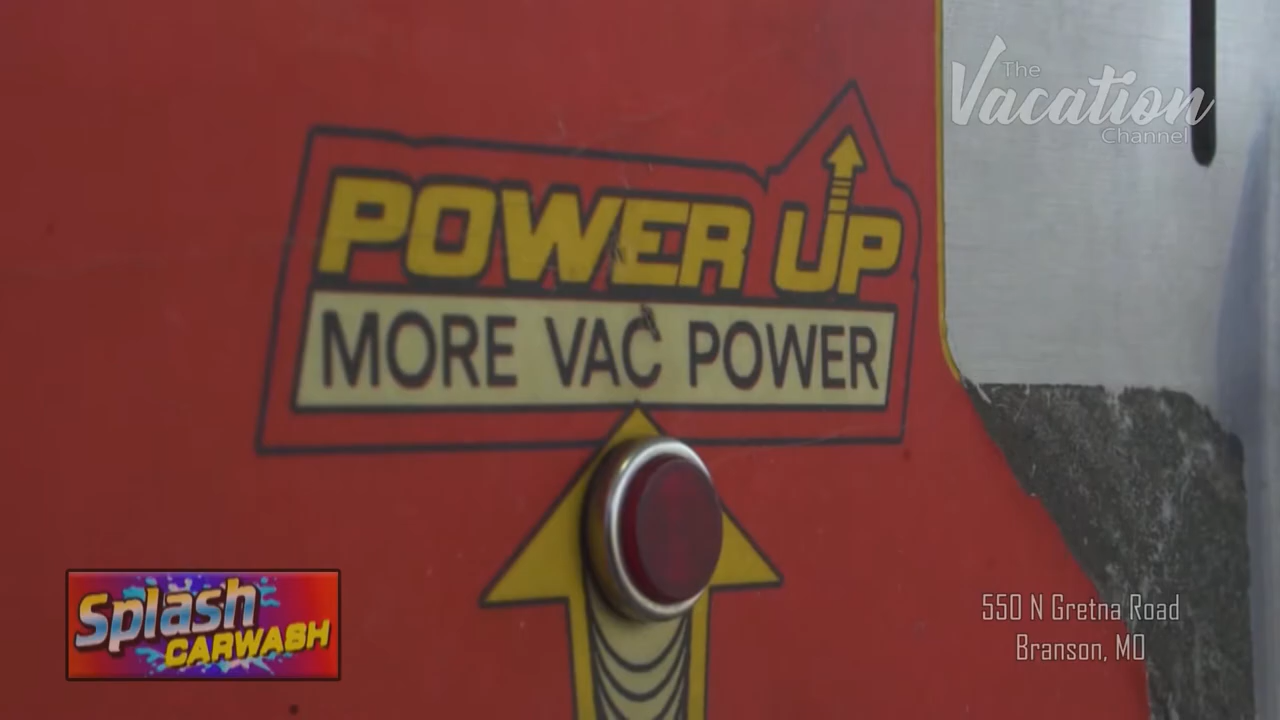 The
Vacation
Channel
POWER UP
MORE VAC POWER
Splash
CARWASH
550 N Gretna Road
Branson, MO